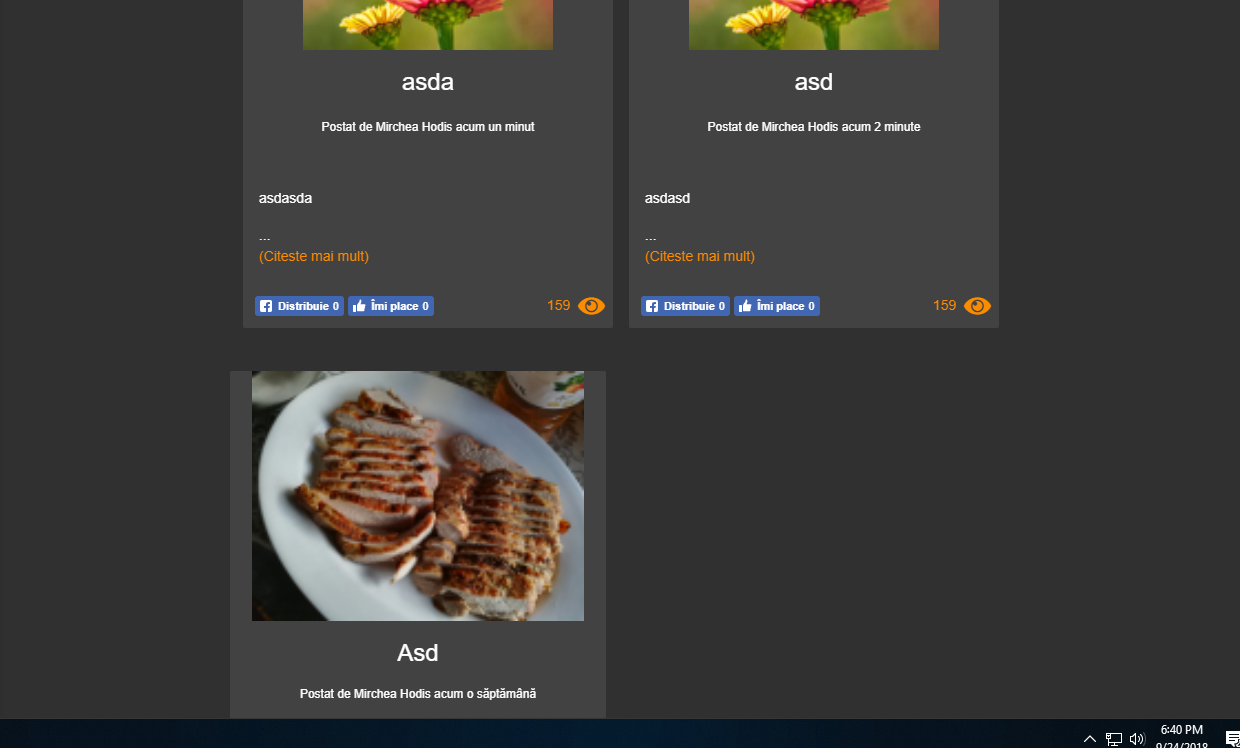 asda
Postat de Mirchea Hodis acum un minut
asdasda
...
(Citeste mai mult)
Distribuie 0
Îmi place 0
159
asd
Postat de Mirchea Hodis acum 2 minute
asdasd
...
(Citeste mai mult)
Distribuie 0
Îmi place 0
159
Asd
Postat de Mirchea Hodis acum o săptămână
6:40 PM
9/24/2018